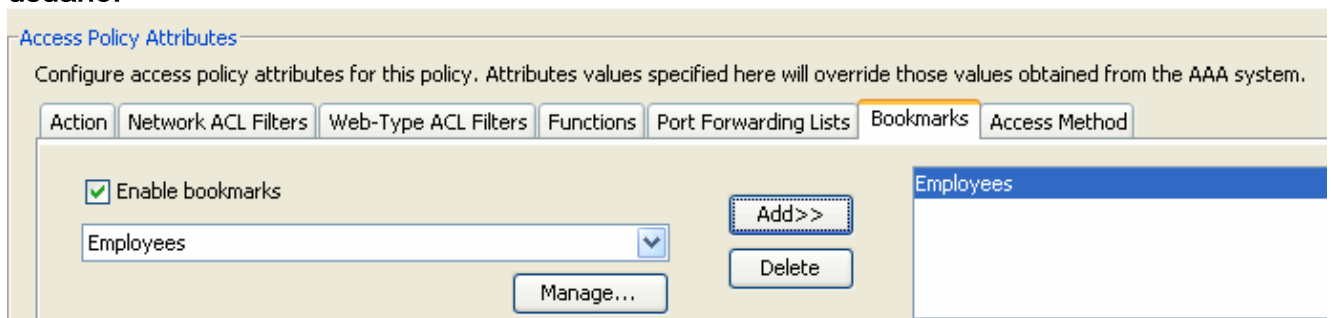 usuario.
Access Policy Attributes
Configure access policy attributes for this policy. Attributes values specified here will override those values obtained from the AAA system.
Action Network ACL Filters Web-Type ACL Filters Functions Port Forwarding Lists Bookmarks Access Method
Enable bookmarks
Employees
Manage...
Add>>
Delete
Employees